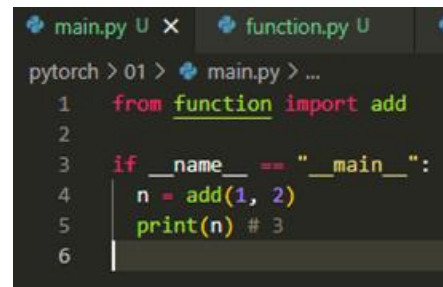 main.py U X function.py U
pytorch > 01 > main.py > ...
1 from function import add
2
3 if __name__ == "__main__":
4 n = add(1, 2)
5 print(n) # 3
6